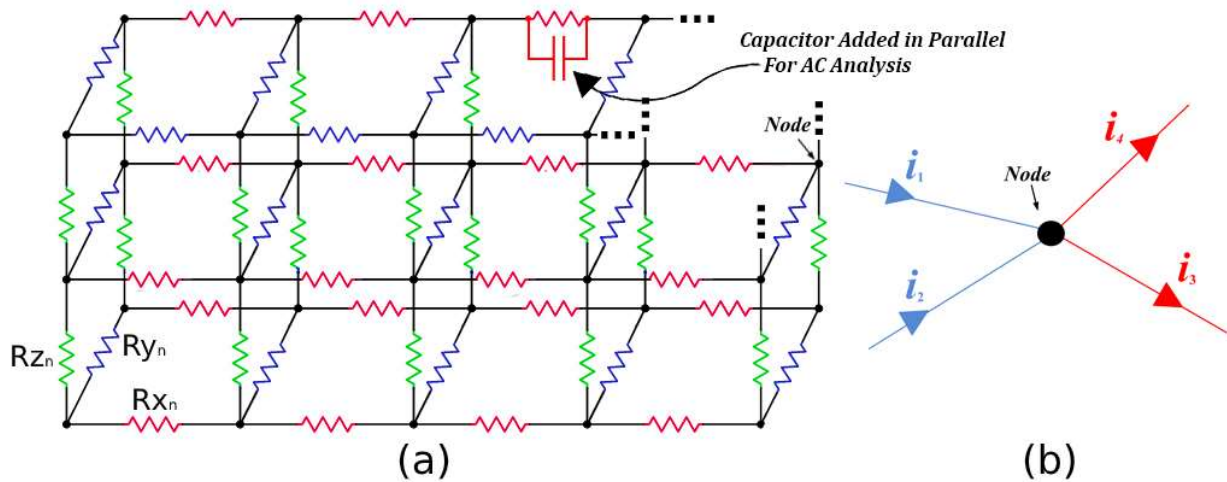 Capacitor Added in Parallel
For AC Analysis
Node
i₁
i₂
Node
i₄
i₃
Rzₙ
Ryₙ
Rxₙ
(a)
(b)